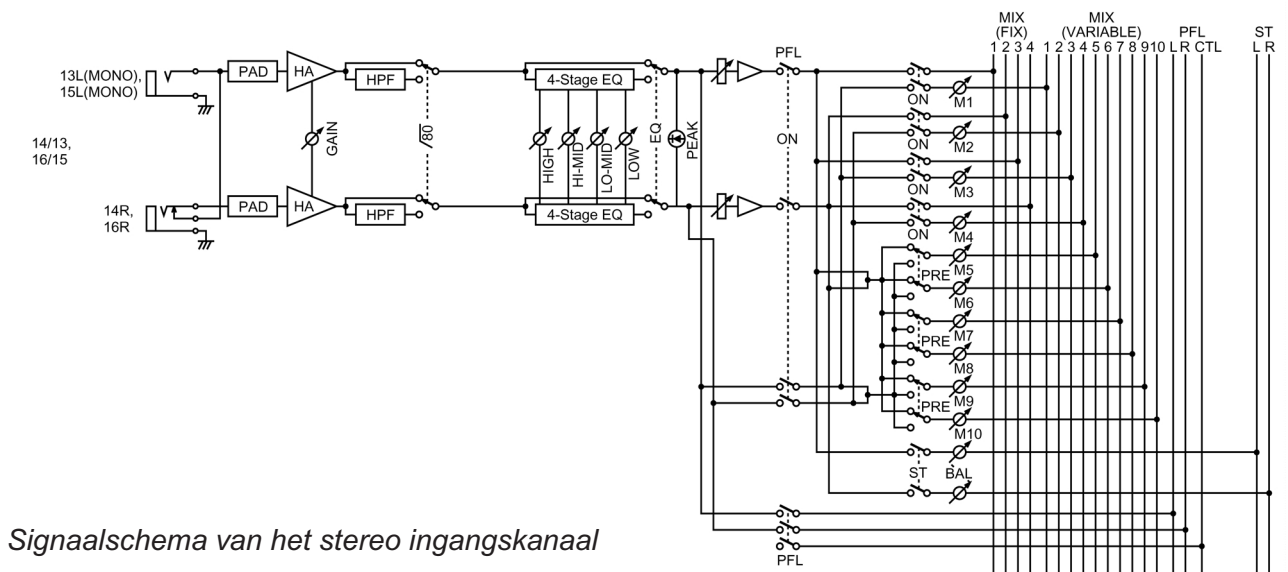 MIX
(FIX)
MIX
(VARIABLE)
PFL
ST
1 2 3 4
1 2 3 4 5 6 7 8 9 10
L R CTL
L R
13L(MONO),
15L(MONO)
14/13,
16/15
14R,
16R
PAD
HA
HPF
4-Stage EQ
GAIN
/80
HIGH
HI-MID
LO-MID
LOW
EQ
PEAK
PAD
HA
HPF
4-Stage EQ
PFL
ON
ON
M1
ON
M2
ON
M3
ON
M4
PRE
M5
M6
PRE
M7
M8
PRE
M9
M10
ST
BAL
PFL
Signaalschema van het stereo ingangskanaal